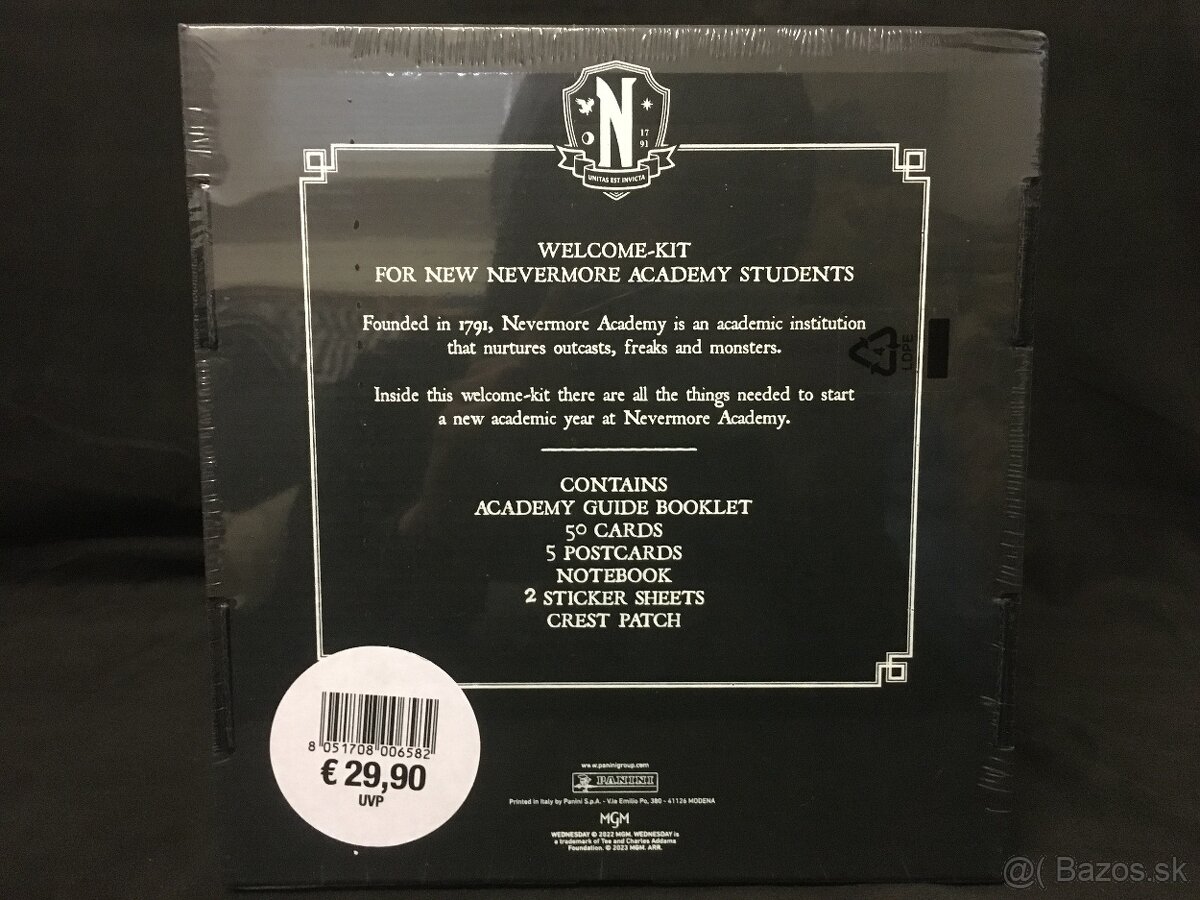 N
17
91
UNITAS EST INVICTA
WELCOME-KIT
FOR NEW NEVERMORE ACADEMY STUDENTS
Founded in 1791, Nevermore Academy is an academic institution
that nurtures outcasts, freaks and monsters.
Inside this welcome-kit there are all the things needed to start
a new academic year at Nevermore Academy.
CONTAINS
ACADEMY GUIDE BOOKLET
50 CARDS
5 POSTCARDS
NOTEBOOK
2 STICKER SHEETS
CREST PATCH
4
LDPE
8 051708 006582
€ 29,90
UVP
www.paninigroup.com
PANINI
Printed in Italy by Panini S.p.A. - V.le Emilio Po, 380 - 41126 MODENA
MGM
WEDNESDAY © 2022 MGM. WEDNESDAY is
a trademark of Tee and Charles Addams
Foundation. © 2023 MGM. ARR.
@( Bazos.sk